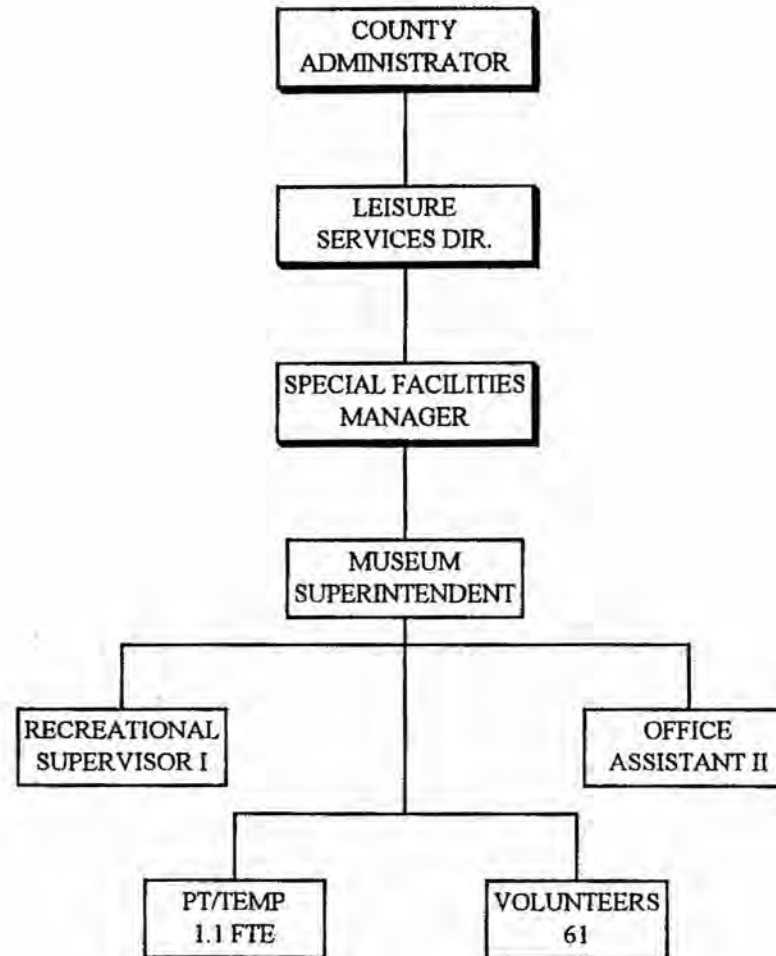 COUNTY
ADMINISTRATOR
LEISURE
SERVICES DIR.
SPECIAL FACILITIES
MANAGER
MUSEUM
SUPERINTENDENT
RECREATIONAL
SUPERVISOR I
OFFICE
ASSISTANT II
PT/TEMP
1.1 FTE
VOLUNTEERS
61